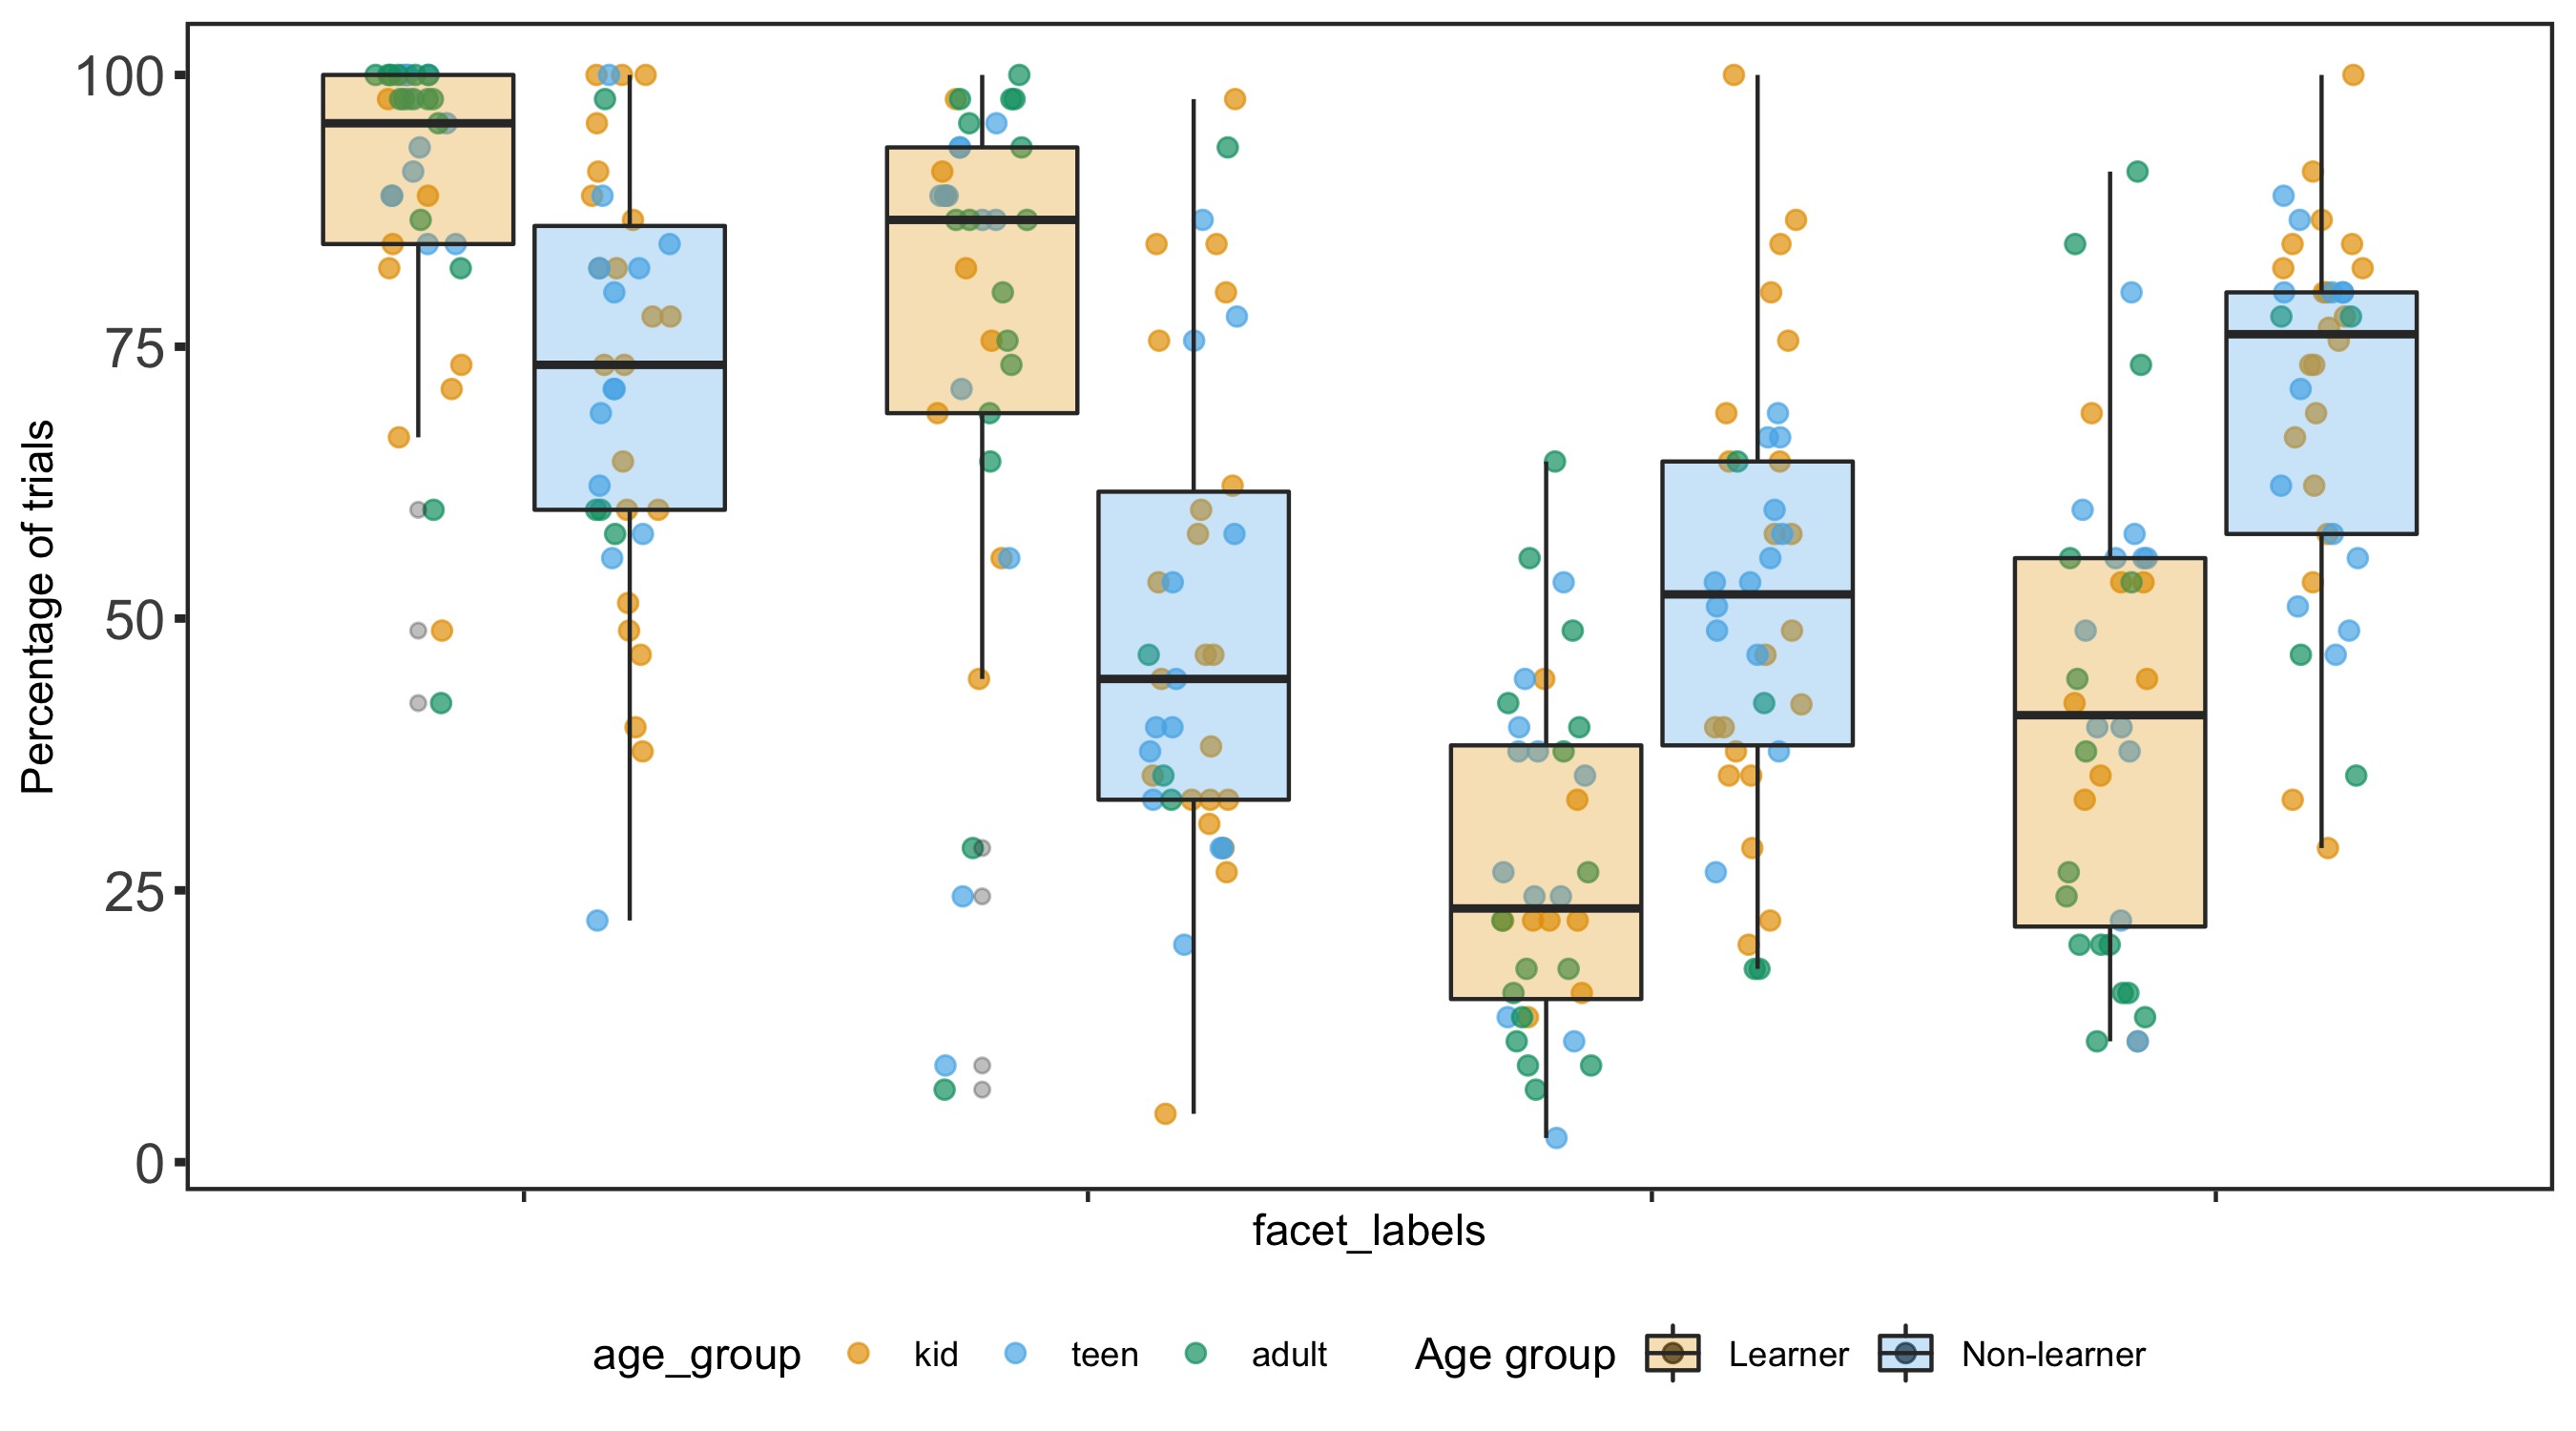 Percentage of trials
100
75
50
25
0
facet_labels
age_group kid teen adult Age group Learner Non-learner